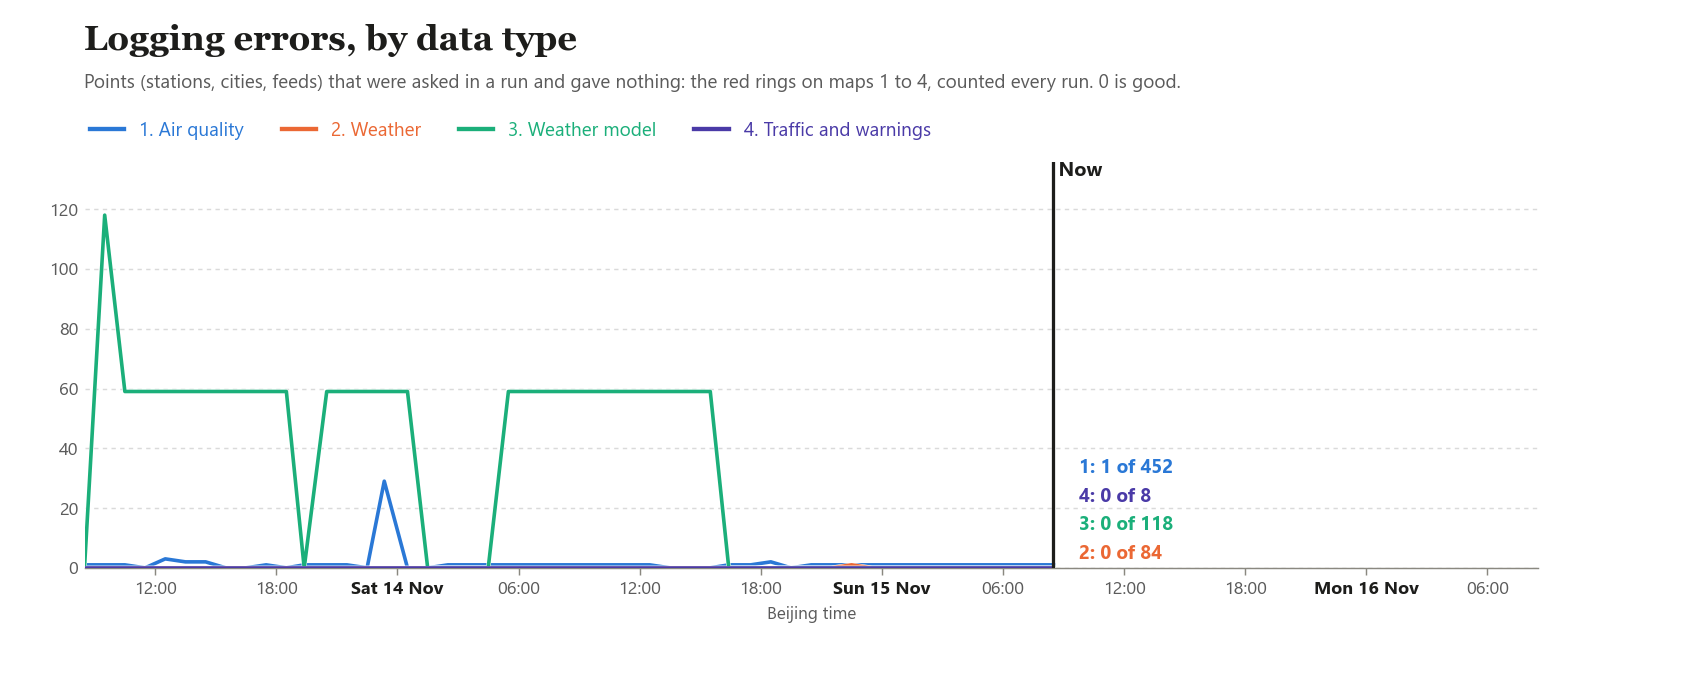 Logging errors, by data type
Points (stations, cities, feeds) that were asked in a run and gave nothing: the red rings on maps 1 to 4, counted every run. 0 is good.
1. Air quality 2. Weather 3. Weather model 4. Traffic and warnings
Now
120
100
80
60
40
20
0
1: 1 of 452
4: 0 of 8
3: 0 of 118
2: 0 of 84
12:00 18:00 Sat 14 Nov 06:00 12:00 18:00 Sun 15 Nov 06:00 12:00 18:00 Mon 16 Nov 06:00
Beijing time